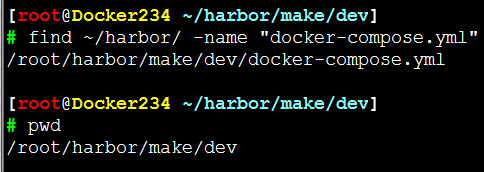 [root@Docker234 ~/harbor/make/dev]
# find ~/harbor/ -name "docker-compose.yml"
/root/harbor/make/dev/docker-compose.yml
[root@Docker234 ~/harbor/make/dev]
# pwd
/root/harbor/make/dev